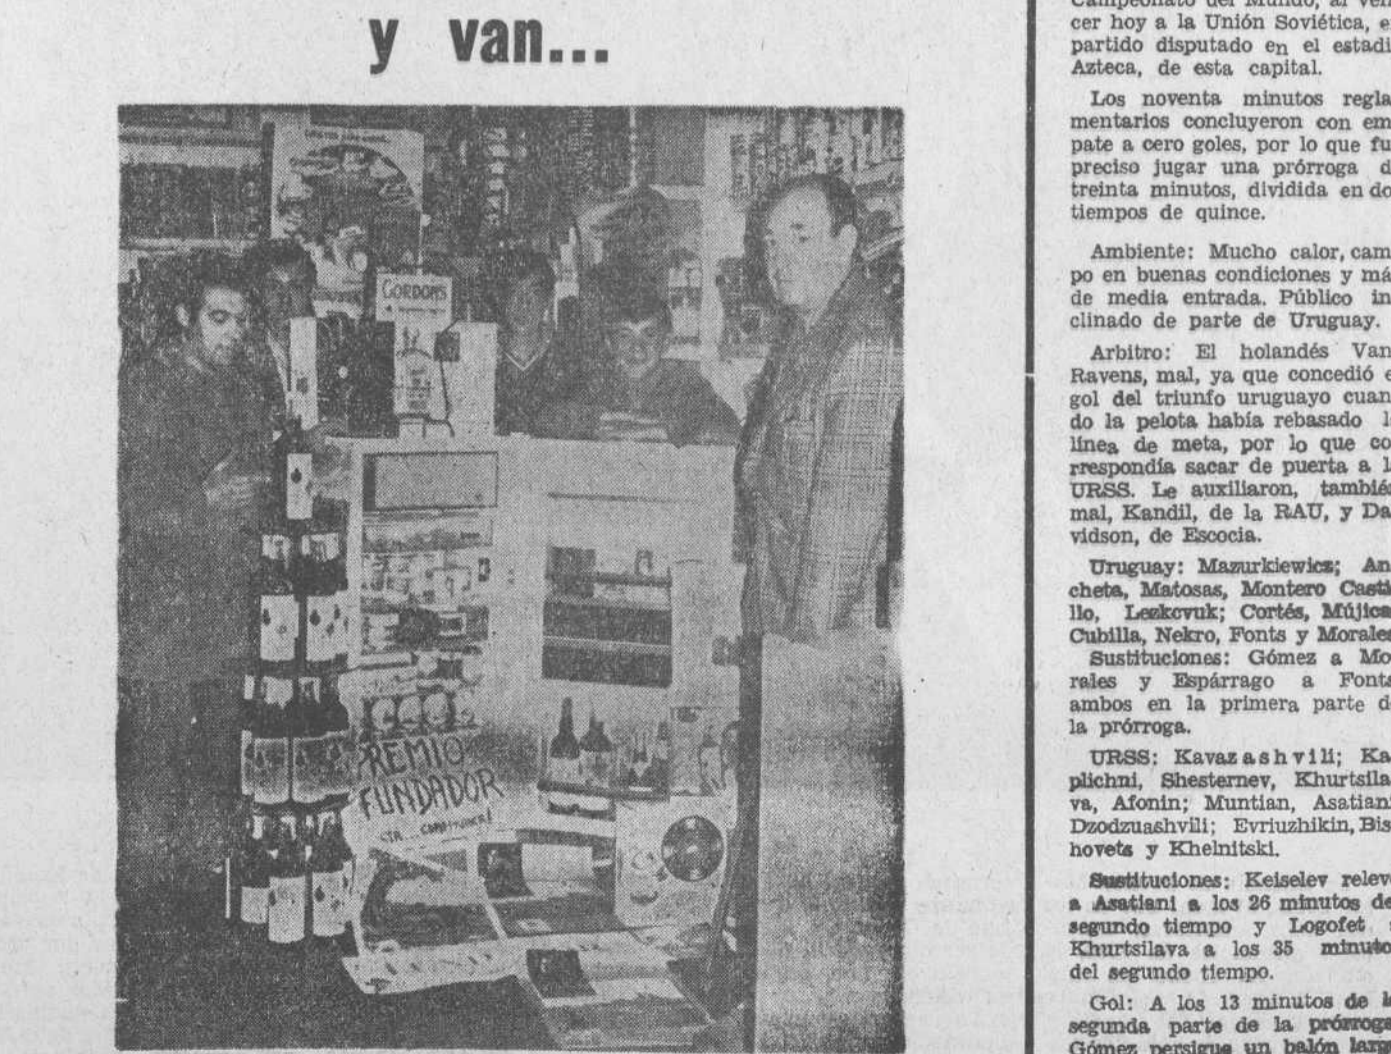 y van...
GORDON'S
PREMIO
FUNDADOR
Campeonato del Mundo, al ven
cer hoy a la Unión Soviética, e
partido disputado en el estadi
Azteca, de esta capital.
Los noventa minutos regla
mentarios concluyeron con em
pate a cero goles, por lo que fu
preciso jugar una prórroga d
treinta minutos, dividida en do
tiempos de quince.
Ambiente: Mucho calor, cam
po en buenas condiciones y má
de media entrada. Público in
clinado de parte de Uruguay.
Arbitro: El holandés Van
Ravens, mal, ya que concedió e
gol del triunfo uruguayo cuan
do la pelota había rebasado l
línea de meta, por lo que co
rrespondía sacar de puerta a l
URSS. Le auxiliaron, tambié
mal, Kandil, de la RAU, y Da
vidson, de Escocia.
Uruguay: Mazurkiewicz; An
cheta, Matosas, Montero Casti
llo, Lezkcvuk; Cortés, Mújica
Cubilla, Nekro, Fonts y Morales
Sustituciones: Gómez a Mo
rales y Espárrago a Fonts
ambos en la primera parte d
la prórroga.
URSS: Kavazashvili; Ka
plichni, Shesternev, Khurtsila
va, Afonin; Muntian, Asatiani
Dzodzuashvili; Evriuzhikin, Bis
hovets y Khelnitski.
Sustituciones: Keiselev relev
a Asatiani a los 26 minutos de
segundo tiempo y Logofet
Khurtsilava a los 35 minuto
del segundo tiempo.
Gol: A los 13 minutos de l
segunda parte de la prórroga
Gómez persigue un balón larg